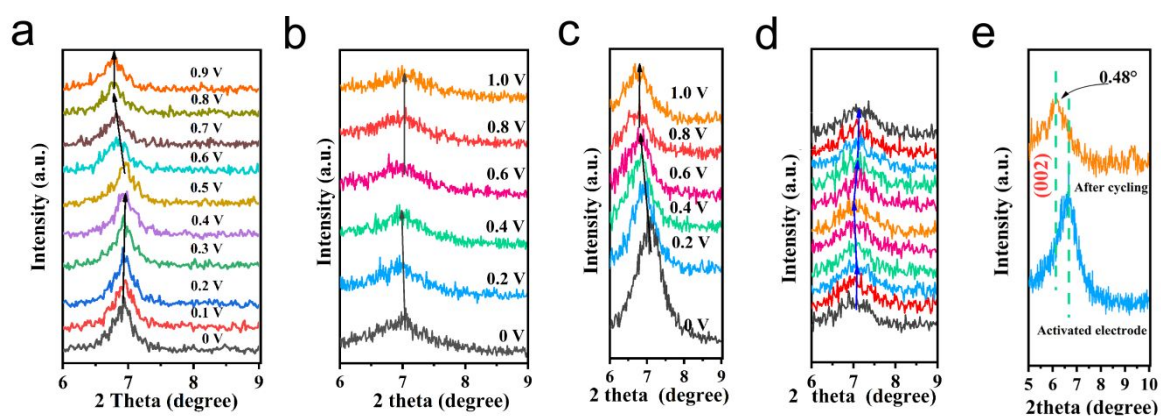 a
Intensity (a.u.)
0.9 V
0.8 V
0.7 V
0.6 V
0.5 V
0.4 V
0.3 V
0.2 V
0.1 V
0 V
6 7 8 9
2 Theta (degree)
b
Intensity (a.u.)
1.0 V
0.8 V
0.6 V
0.4 V
0.2 V
0 V
6 7 8 9
2 theta (degree)
c
Intensity (a.u.)
1.0 V
0.8 V
0.6 V
0.4 V
0.2 V
0 V
6 7 8 9
2 theta (degree)
d
Intensity (a.u.)
6 7 8 9
2 theta (degree)
e
Intensity (a.u.)
0.48°
(002)
After cycling
Activated electrode
5 6 7 8 9 10
2theta (degree)